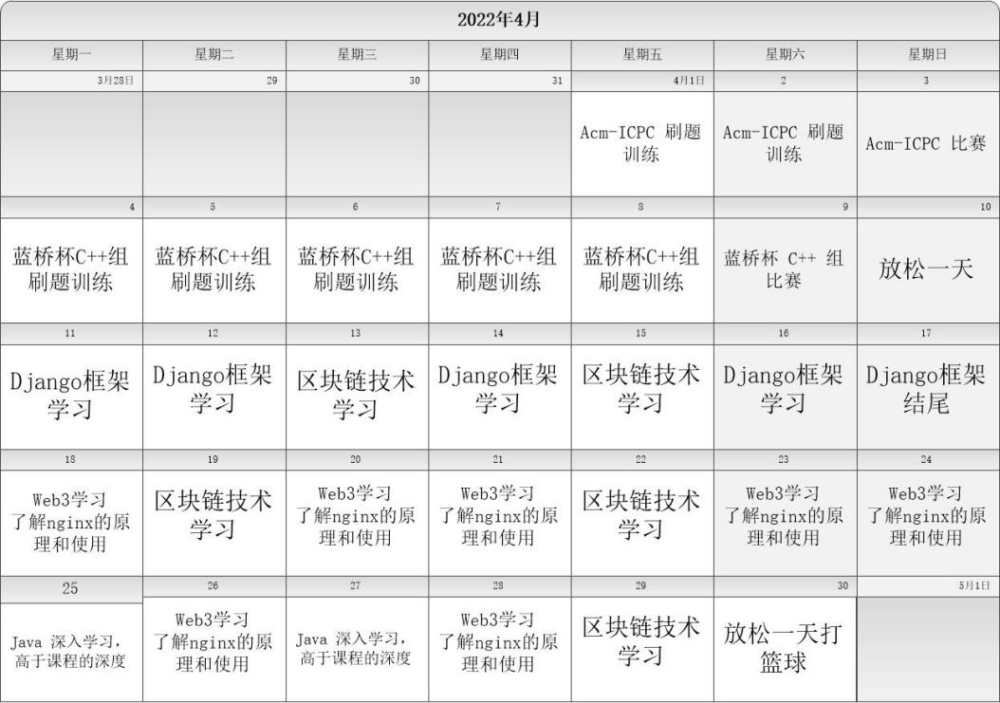 2022年4月
星期一 星期二 星期三 星期四 星期五 星期六 星期日
3月28日 29 30 31 4月1日 2 3
Acm-ICPC 刷题
训练
Acm-ICPC 刷题
训练
Acm-ICPC 比赛
4 5 6 7 8 9 10
蓝桥杯C++组
刷题训练
蓝桥杯C++组
刷题训练
蓝桥杯C++组
刷题训练
蓝桥杯C++组
刷题训练
蓝桥杯C++组
刷题训练
蓝桥杯 C++ 组
比赛
放松一天
11 12 13 14 15 16 17
Django框架
学习
Django框架
学习
区块链技术
学习
Django框架
学习
区块链技术
学习
Django框架
学习
Django框架
结尾
18 19 20 21 22 23 24
Web3学习
了解nginx的原
理和使用
区块链技术
学习
Web3学习
了解nginx的原
理和使用
Web3学习
了解nginx的原
理和使用
区块链技术
学习
Web3学习
了解nginx的原
理和使用
Web3学习
了解nginx的原
理和使用
25 26 27 28 29 30 5月1日
Java 深入学习,
高于课程的深度
Web3学习
了解nginx的原
理和使用
Java 深入学习,
高于课程的深度
Web3学习
了解nginx的原
理和使用
区块链技术
学习
放松一天打
篮球